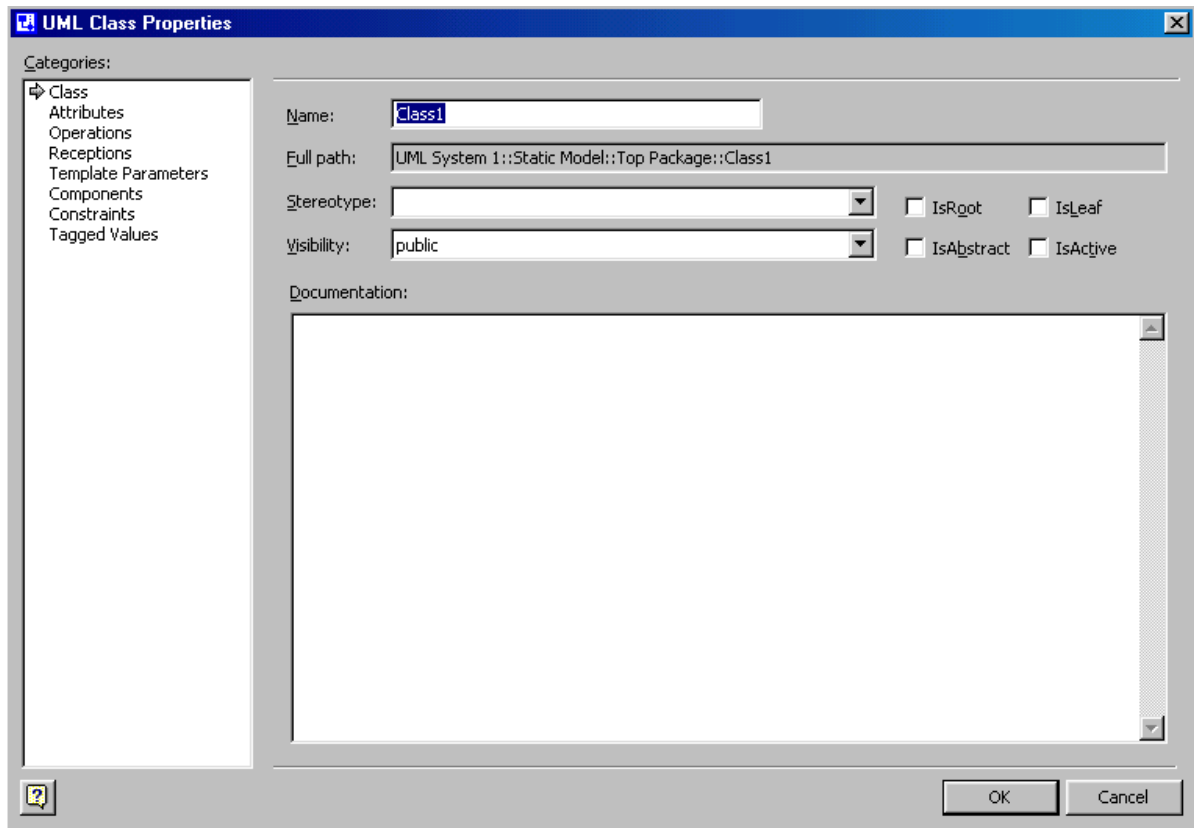 UML Class Properties
Categories:
Class
Attributes
Operations
Receptions
Template Parameters
Components
Constraints
Tagged Values
Name: Class1
Full path: UML System 1::Static Model::Top Package::Class1
Stereotype: IsRoot IsLeaf
Visibility: public IsAbstract IsActive
Documentation:
? OK Cancel